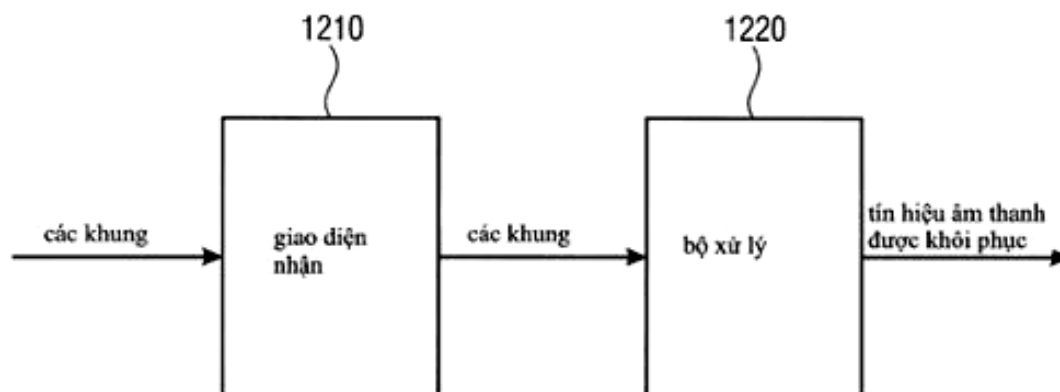 1210
1220
các khung
giao diện
nhận
các khung
bộ xử lý
tín hiệu âm thanh
được khôi phục